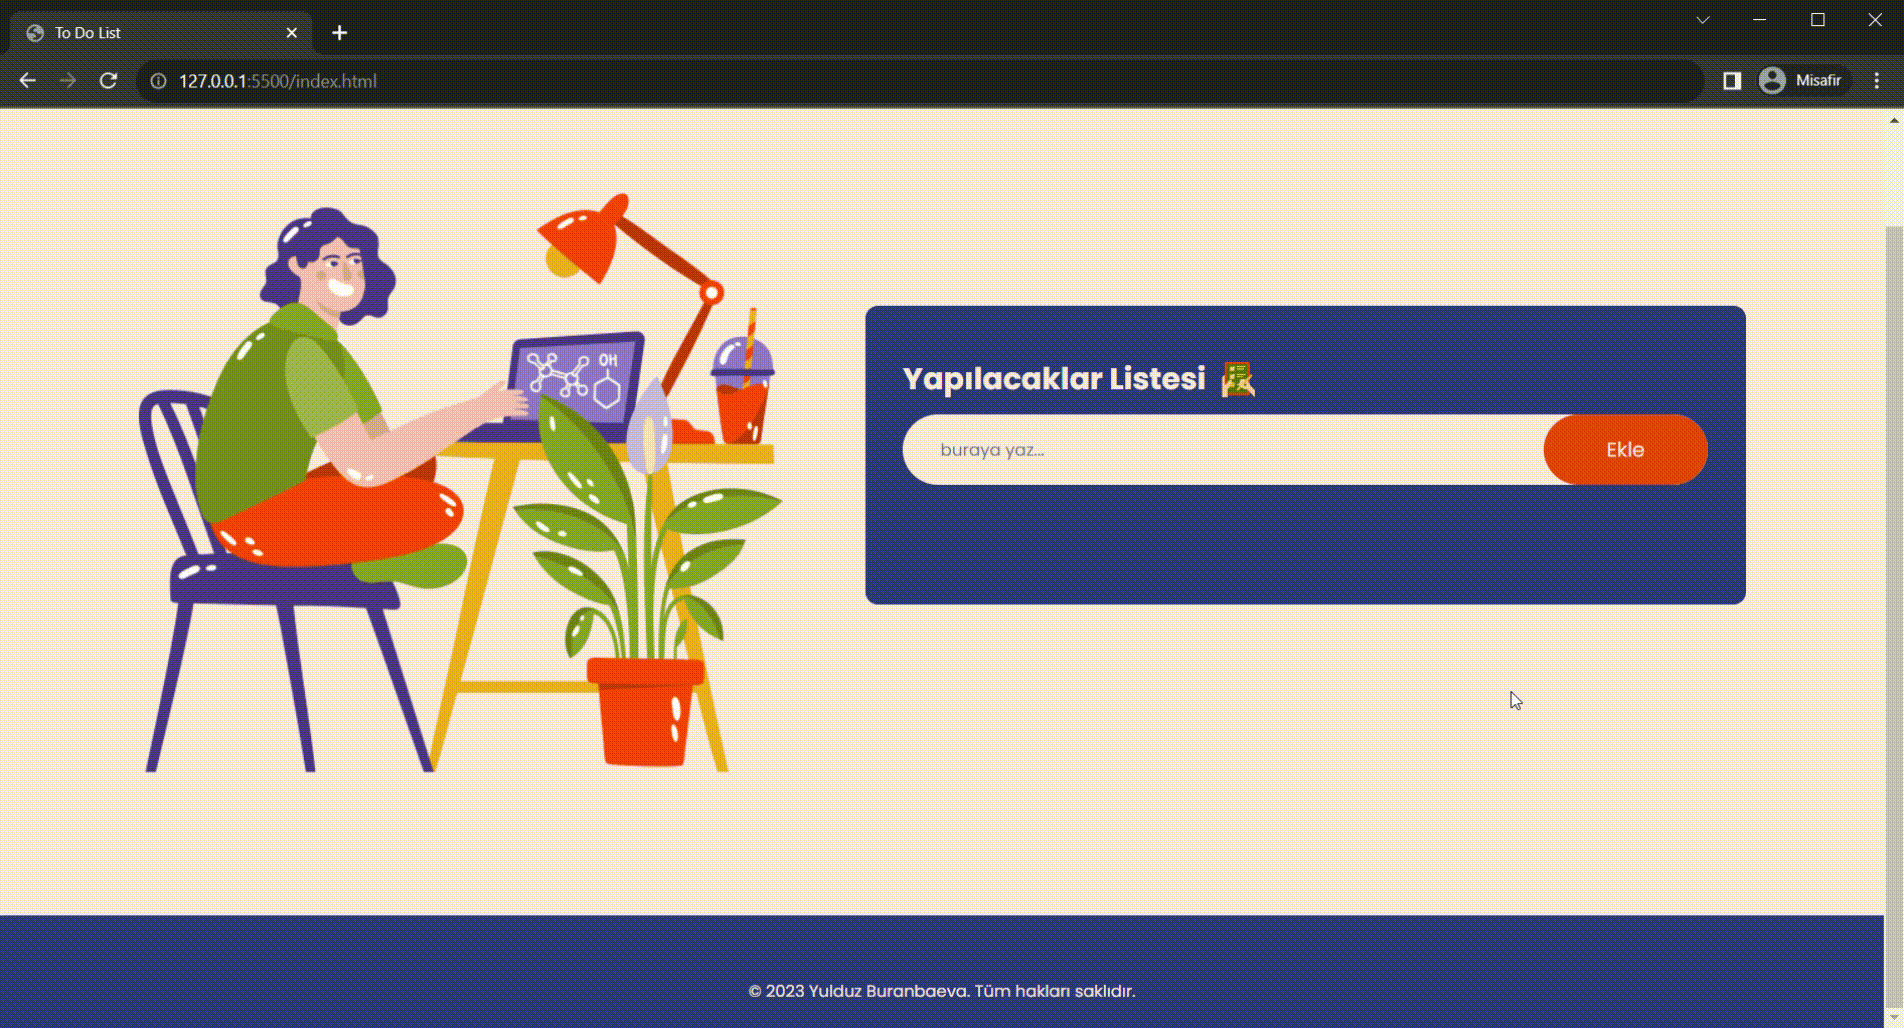 To Do List
127.0.0.1:5500/index.html
Misafir
OH
Yapılacaklar Listesi
buraya yaz...
Ekle
© 2023 Yulduz Buranbaeva. Tüm hakları saklıdır.